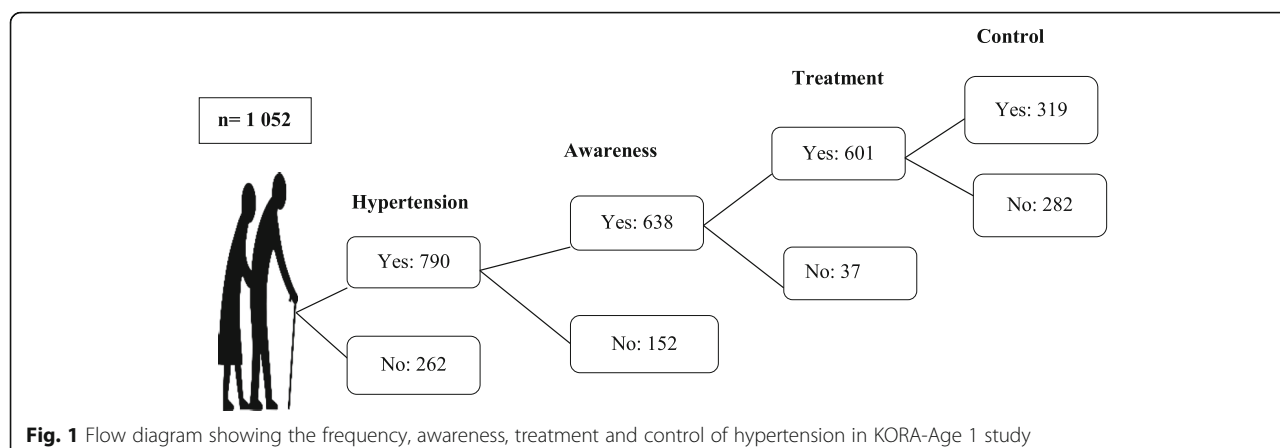 Control
Treatment
Yes: 319
n= 1 052
Awareness
Yes: 601
Hypertension
Yes: 638
No: 282
Yes: 790
No: 37
No: 152
No: 262
Fig. 1 Flow diagram showing the frequency, awareness, treatment and control of hypertension in KORA-Age 1 study